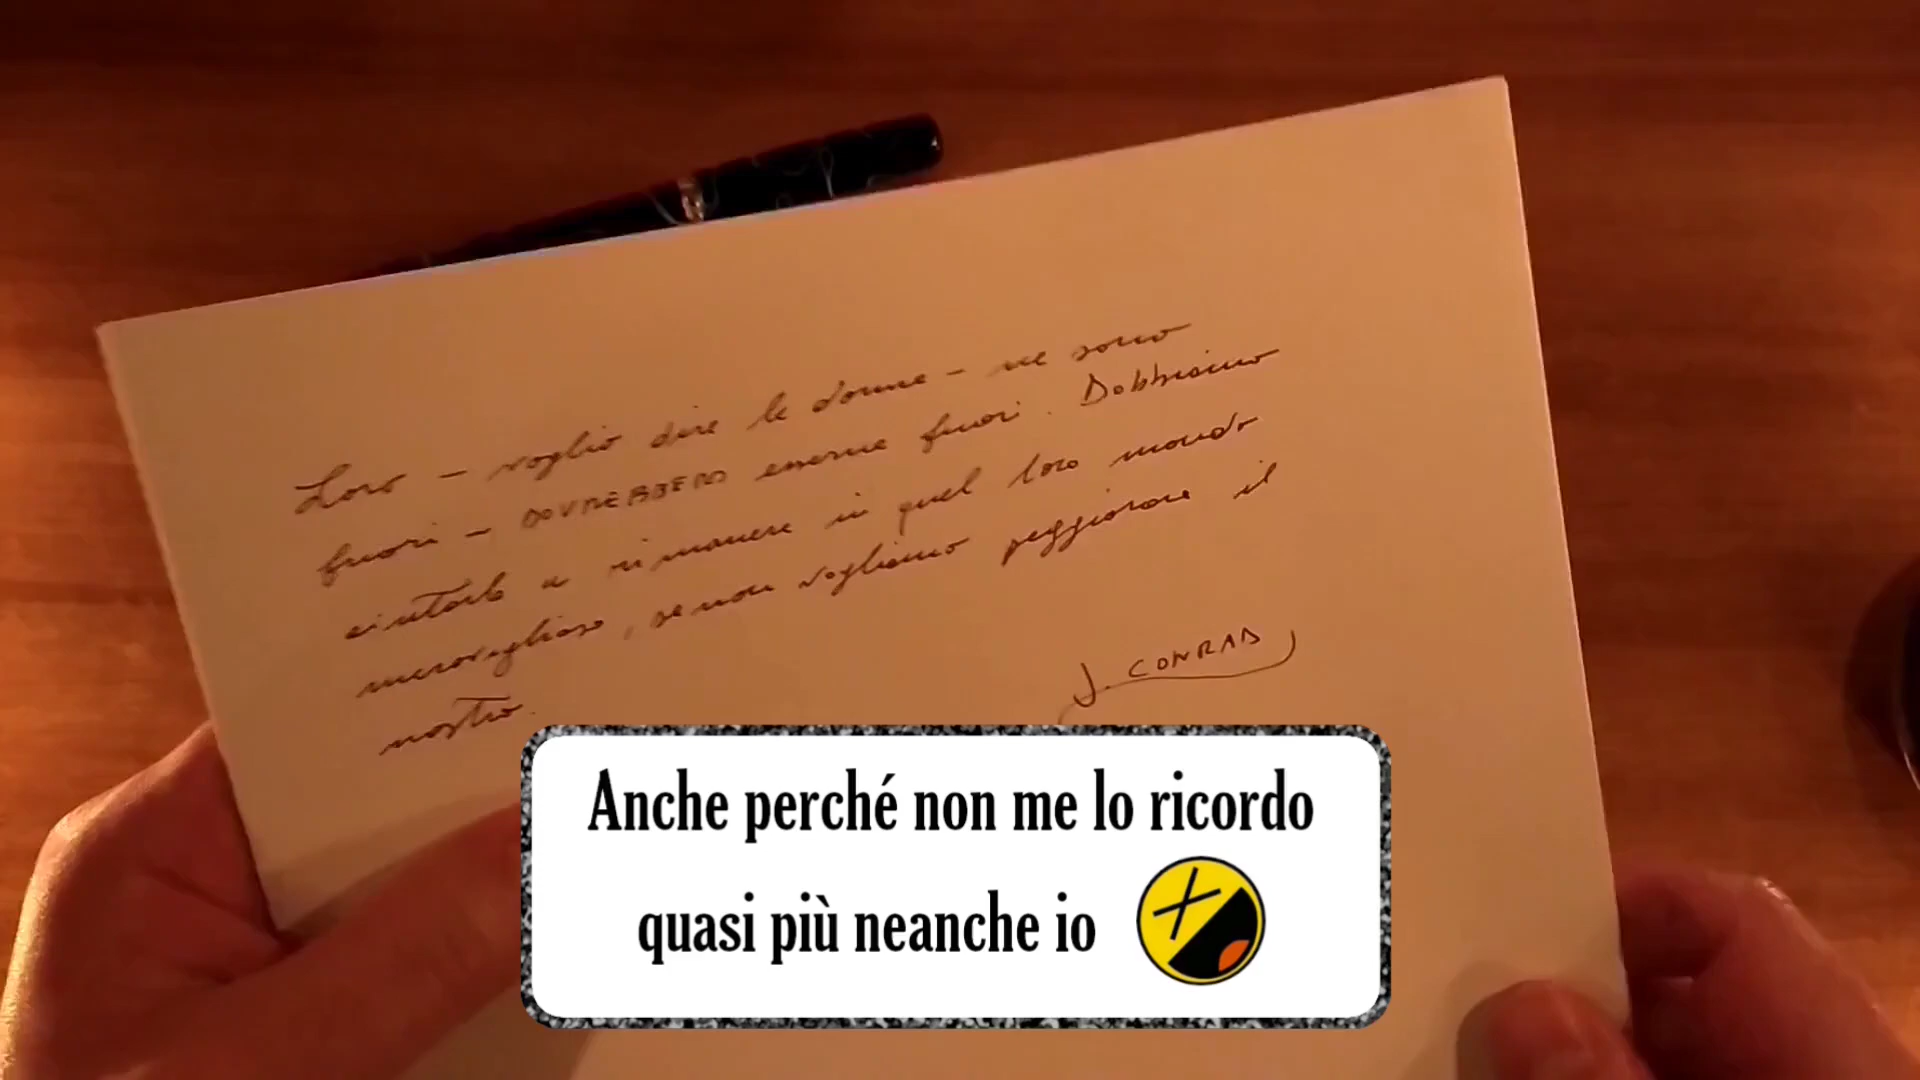 Loro - voglio dire le donne - ne sono
fuori - DOVREBBERO esserne fuori. Dobbiamo
aiutarle a rimanere in quel loro mondo
meraviglioso, se non vogliamo peggiorare il
nostro.
J. CONRAD
Anche perché non me lo ricordo
quasi più neanche io